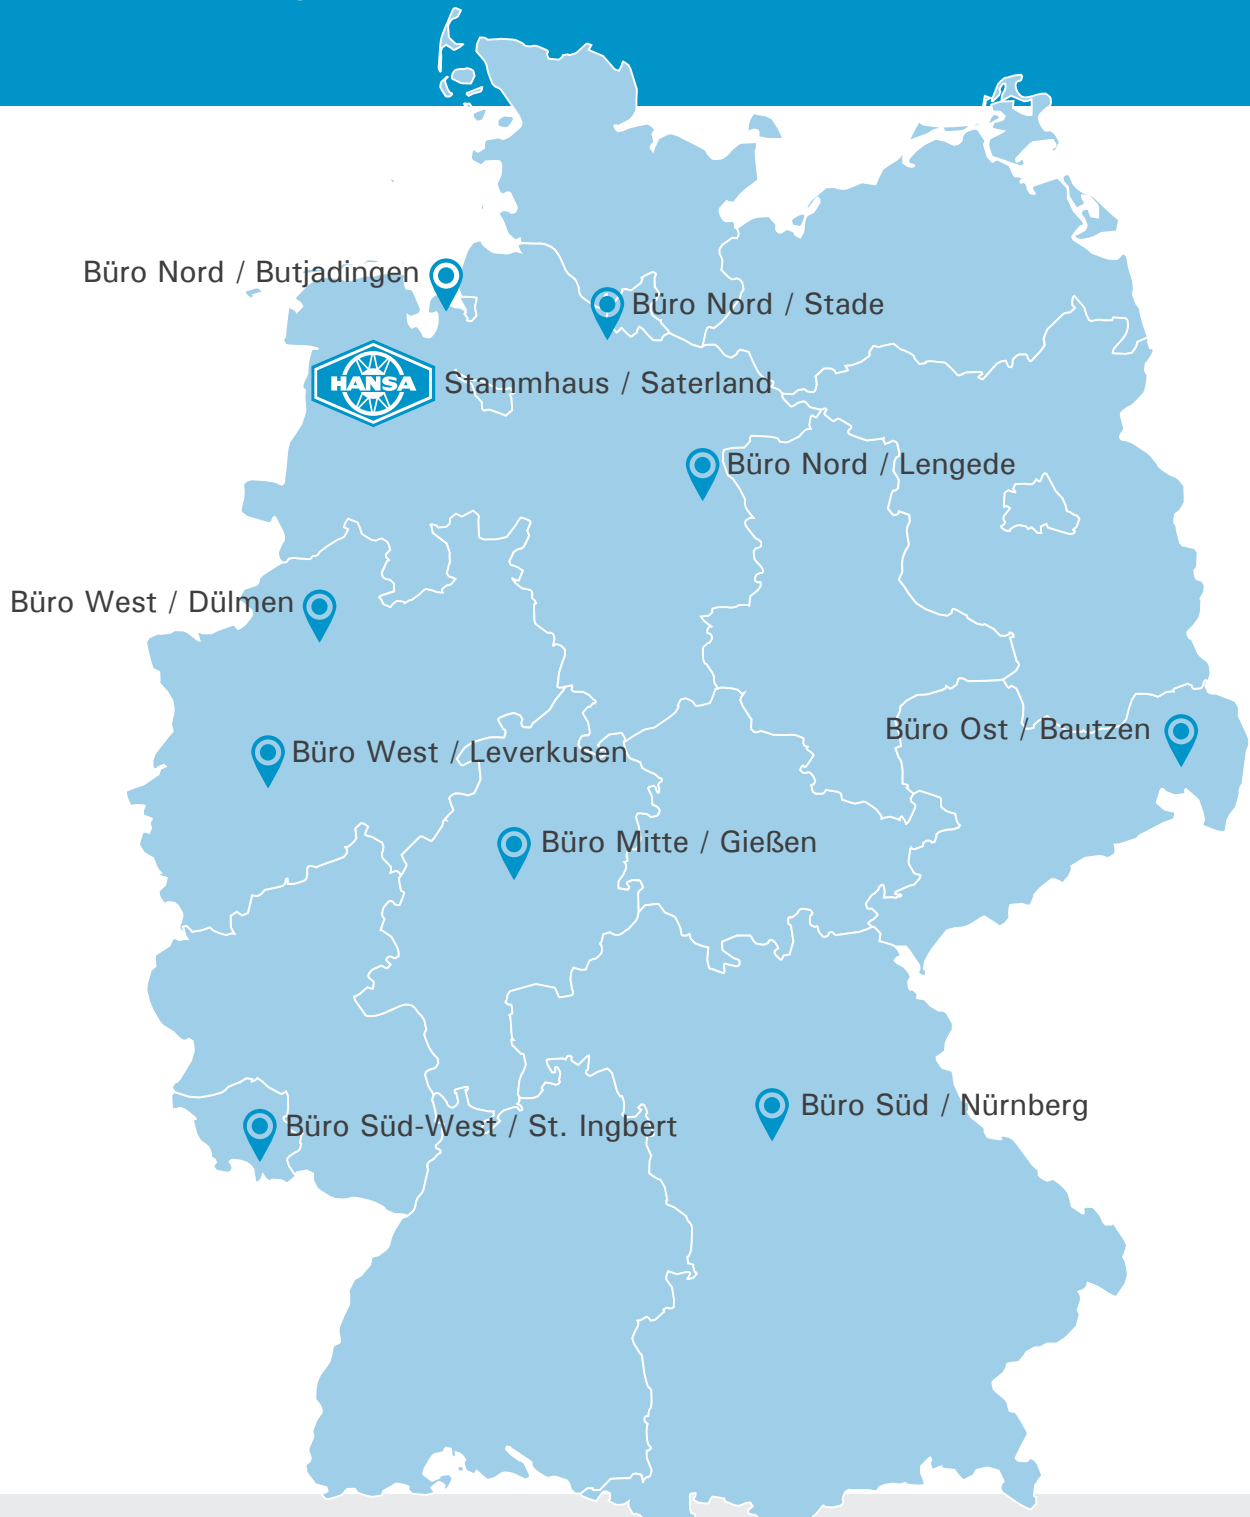 Büro Nord / Butjadingen
Büro Nord / Stade
HANSA
Stammhaus / Saterland
Büro Nord / Lengede
Büro West / Dülmen
Büro Ost / Bautzen
Büro West / Leverkusen
Büro Mitte / Gießen
Büro Süd / Nürnberg
Büro Süd-West / St. Ingbert